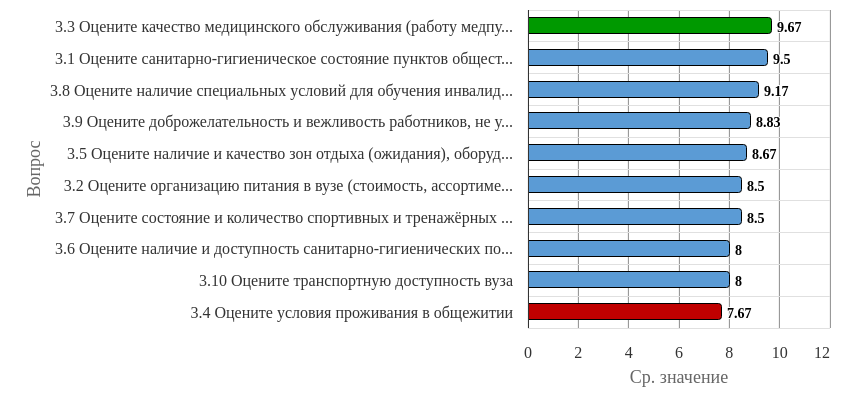 3.3 Оцените качество медицинского обслуживания (работу медпу... 9.67
3.1 Оцените санитарно-гигиеническое состояние пунктов общест... 9.5
3.8 Оцените наличие специальных условий для обучения инвалид... 9.17
3.9 Оцените доброжелательность и вежливость работников, не у... 8.83
3.5 Оцените наличие и качество зон отдыха (ожидания), оборуд... 8.67
3.2 Оцените организацию питания в вузе (стоимость, ассортиме... 8.5
3.7 Оцените состояние и количество спортивных и тренажёрных ... 8.5
3.6 Оцените наличие и доступность санитарно-гигиенических по... 8
3.10 Оцените транспортную доступность вуза 8
3.4 Оцените условия проживания в общежитии 7.67
Вопрос
0 2 4 6 8 10 12
Ср. значение